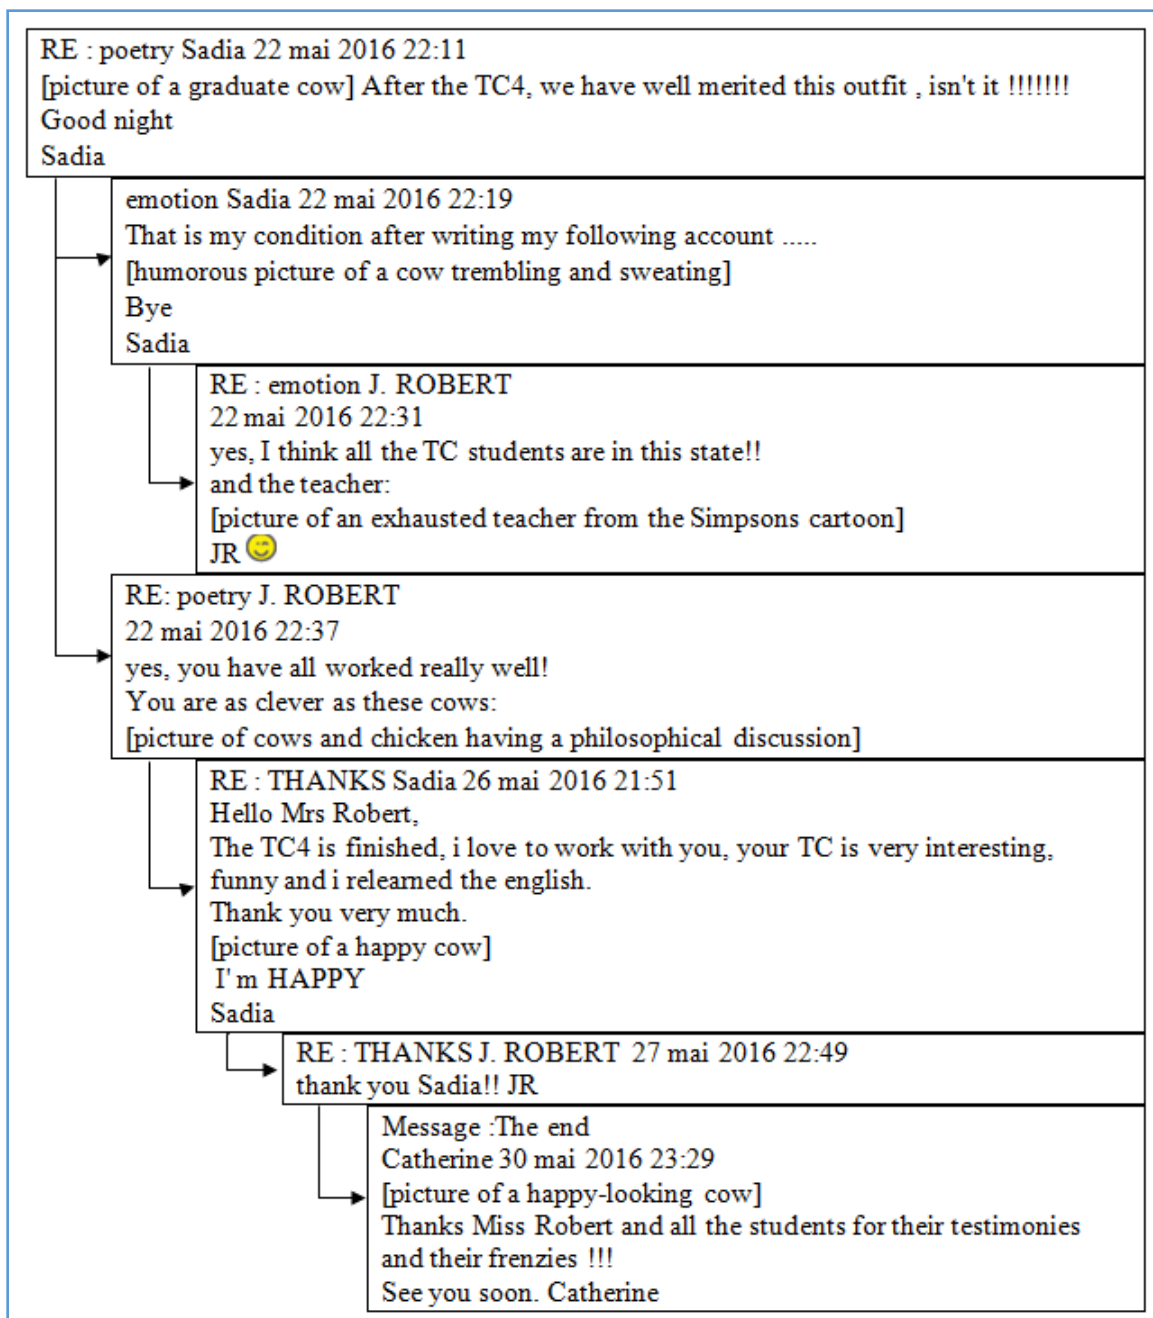 RE : poetry Sadia 22 mai 2016 22:11
[picture of a graduate cow] After the TC4, we have well merited this outfit , isn't it !!!!!!!
Good night
Sadia
emotion Sadia 22 mai 2016 22:19
That is my condition after writing my following account .....
[humorous picture of a cow trembling and sweating]
Bye
Sadia
RE : emotion J. ROBERT
22 mai 2016 22:31
yes, I think all the TC students are in this state!!
and the teacher:
[picture of an exhausted teacher from the Simpsons cartoon]
JR
RE: poetry J. ROBERT
22 mai 2016 22:37
yes, you have all worked really well!
You are as clever as these cows:
[picture of cows and chicken having a philosophical discussion]
RE : THANKS Sadia 26 mai 2016 21:51
Hello Mrs Robert,
The TC4 is finished, i love to work with you, your TC is very interesting,
funny and i relearned the english.
Thank you very much.
[picture of a happy cow]
I'm HAPPY
Sadia
RE : THANKS J. ROBERT 27 mai 2016 22:49
thank you Sadia!! JR
Message :The end
Catherine 30 mai 2016 23:29
[picture of a happy-looking cow]
Thanks Miss Robert and all the students for their testimonies
and their frenzies !!!
See you soon. Catherine